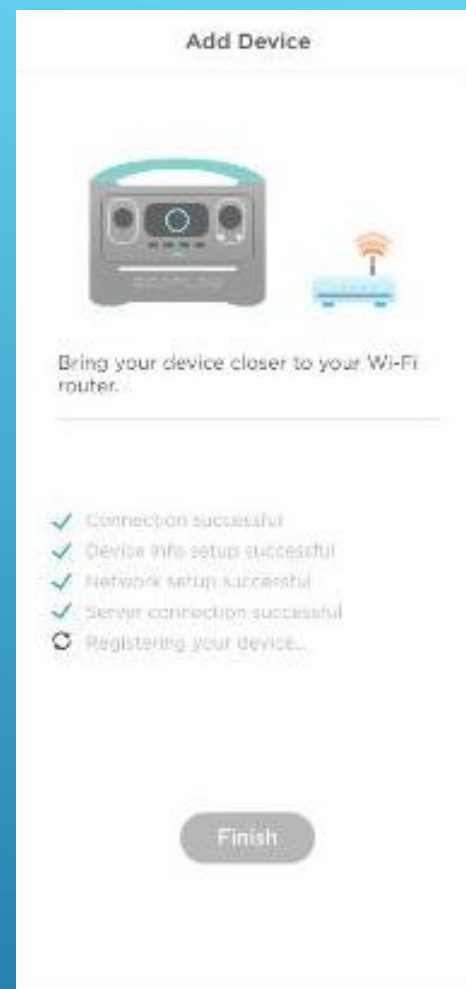 Add Device
Bring your device closer to your Wi-Fi
router.
Connection successful
Device info setup successful
Network setup successful
Server connection successful
Registering your device...
Finish